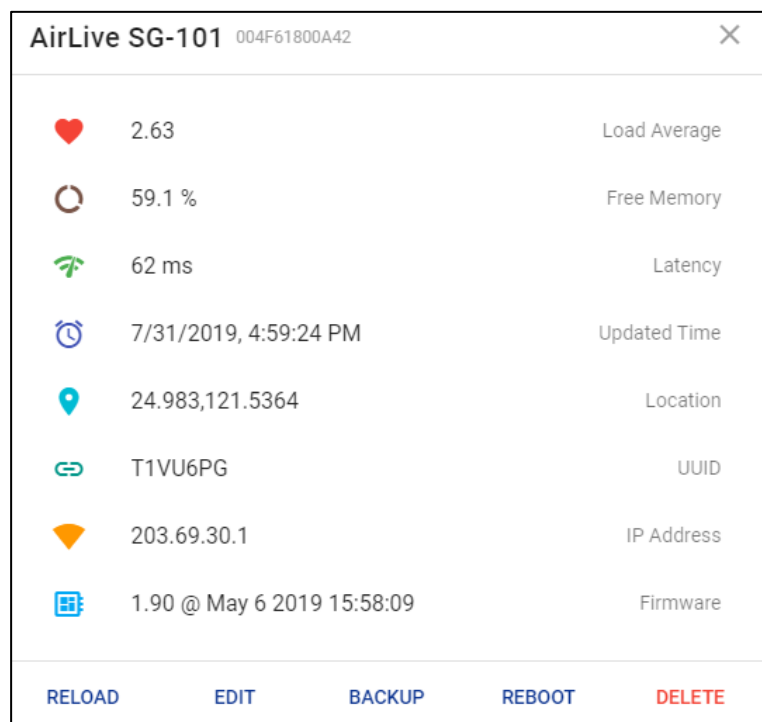 AirLive SG-101 004F61800A42
2.63 Load Average
59.1 % Free Memory
62 ms Latency
7/31/2019, 4:59:24 PM Updated Time
24.983,121.5364 Location
T1VU6PG UUID
203.69.30.1 IP Address
1.90 @ May 6 2019 15:58:09 Firmware
RELOAD EDIT BACKUP REBOOT DELETE